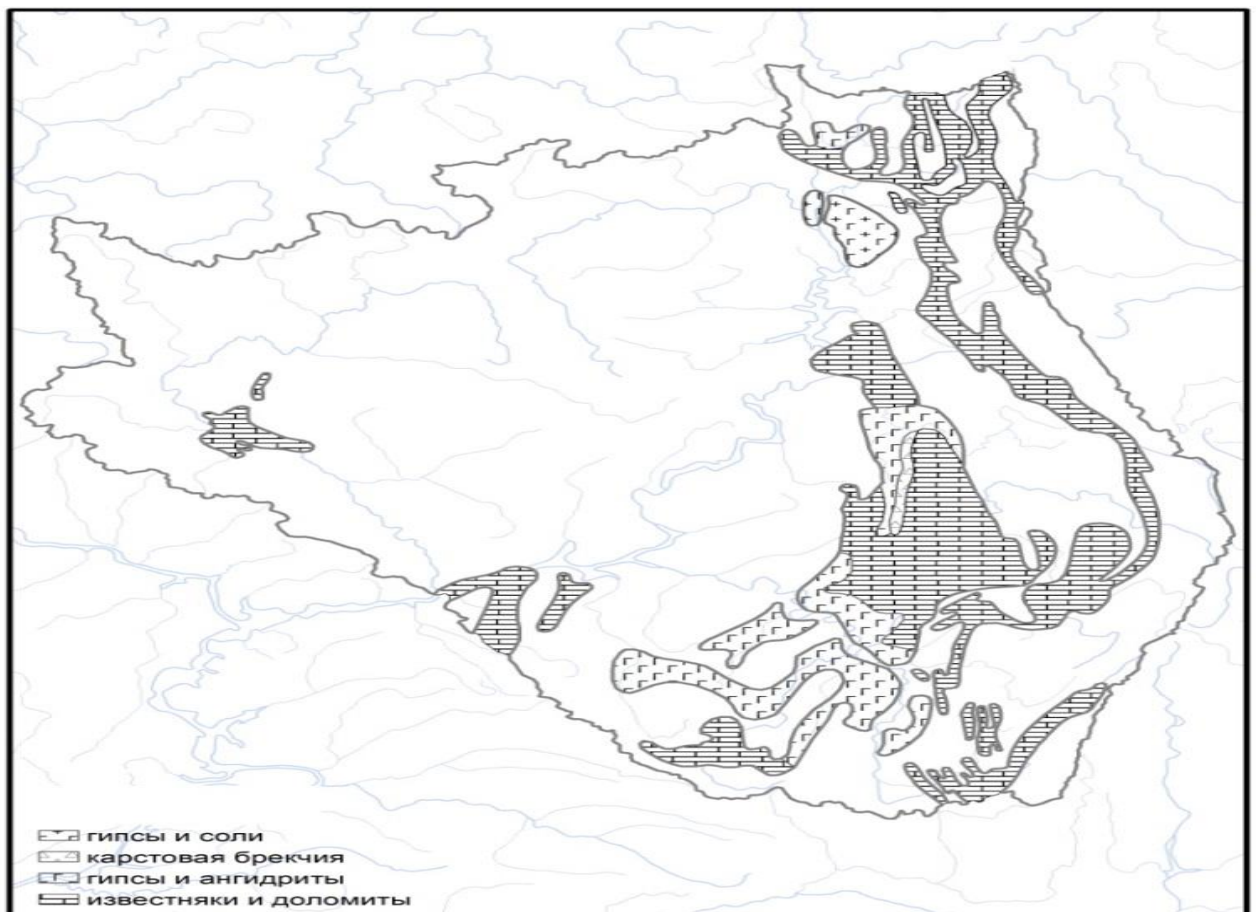 гипсы и соли
карстовая брекчия
гипсы и ангидриты
известняки и доломиты